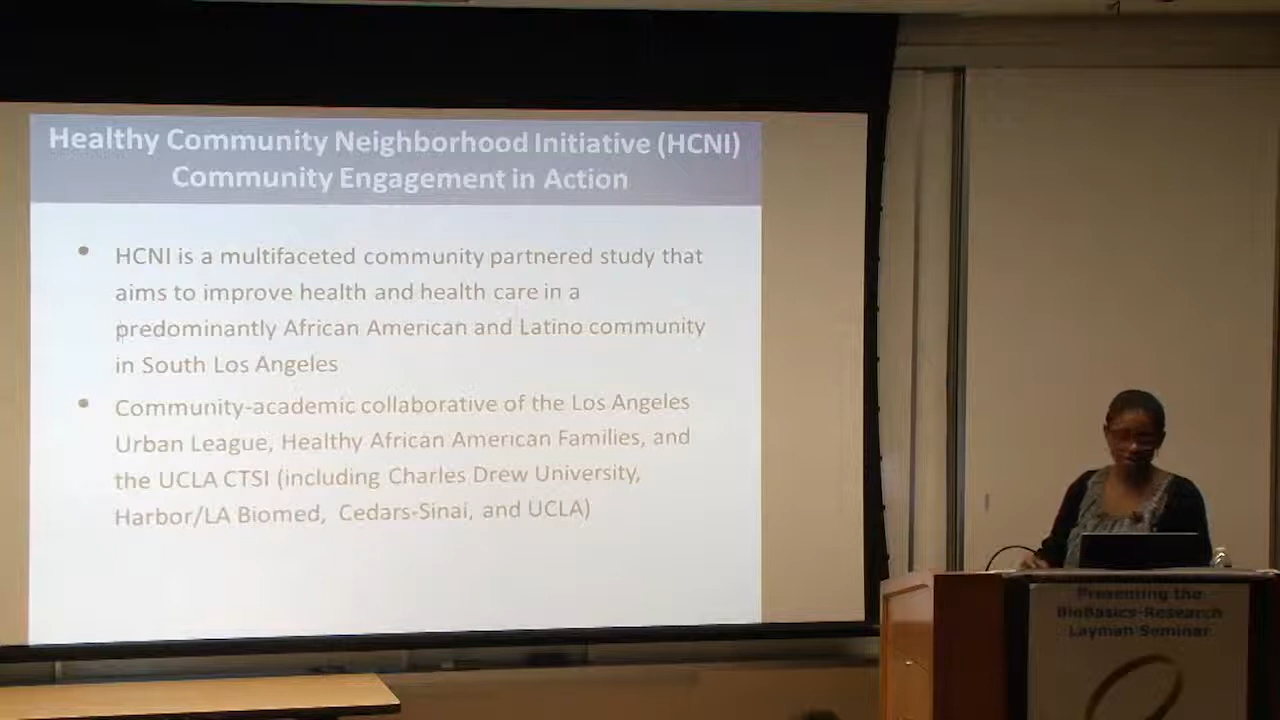 Healthy Community Neighborhood Initiative (HCNI)
Community Engagement in Action
• HCNI is a multifaceted community partnered study that
aims to improve health and health care in a
predominantly African American and Latino community
in South Los Angeles
• Community-academic collaborative of the Los Angeles
Urban League, Healthy African American Families, and
the UCLA CTSI (including Charles Drew University,
Harbor/LA Biomed, Cedars-Sinai, and UCLA)
Presenting the
BioBasics-Research
Layman Seminar